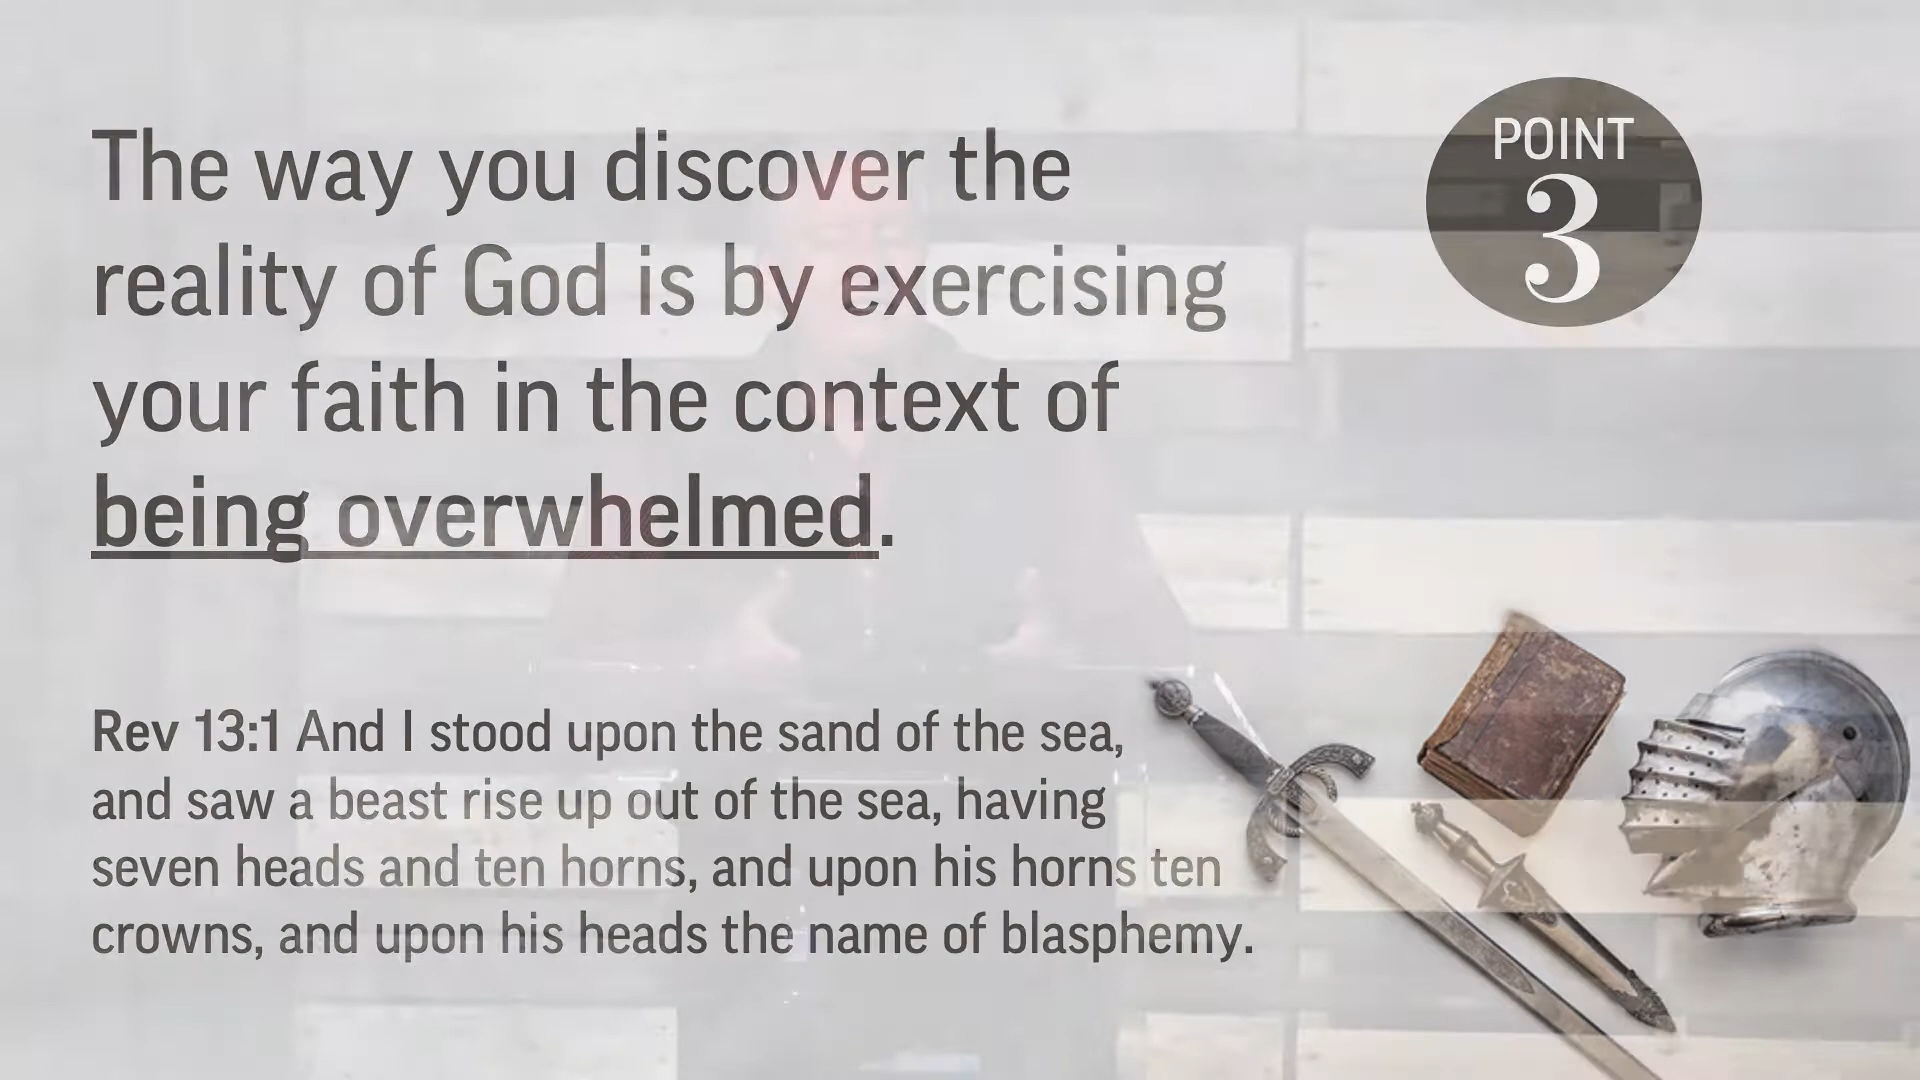 The way you discover the
reality of God is by exercising
your faith in the context of
being overwhelmed.
POINT
3
Rev 13:1 And I stood upon the sand of the sea,
and saw a beast rise up out of the sea, having
seven heads and ten horns, and upon his horns ten
crowns, and upon his heads the name of blasphemy.